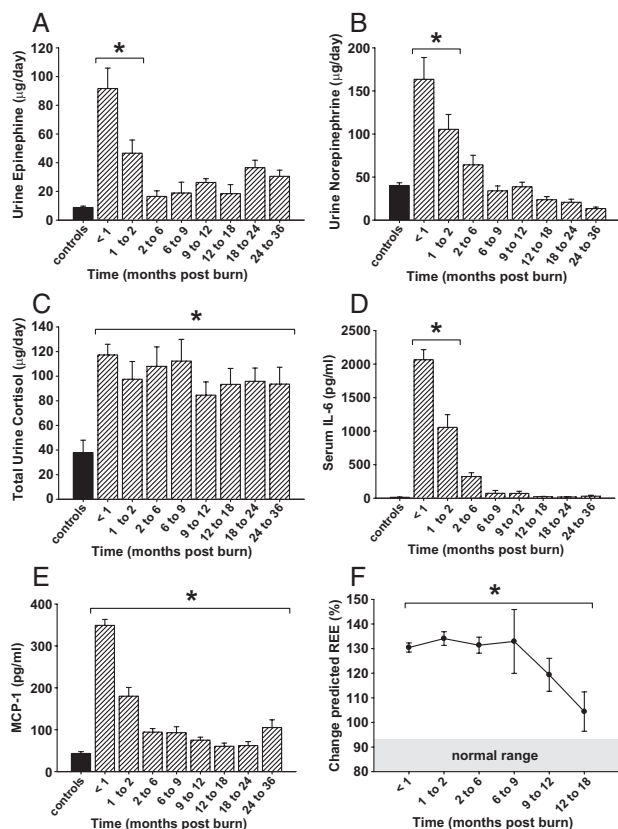 A
Urine Epinephine (µg/day)
120
100
80
60
40
20
0
*
controls
< 1
1 to 2
2 to 6
6 to 9
9 to 12
12 to 18
18 to 24
24 to 36
Time (months post burn)
B
Urine Norepinephrine (µg/day)
200
150
100
50
0
*
controls
< 1
1 to 2
2 to 6
6 to 9
9 to 12
12 to 18
18 to 24
24 to 36
Time (months post burn)
C
Total Urine Cortisol (µg/day)
140
120
100
80
60
40
20
0
*
controls
< 1
1 to 2
2 to 6
6 to 9
9 to 12
12 to 18
18 to 24
24 to 36
Time (months post burn)
D
Serum IL-6 (pg/ml)
2000
1500
1000
500
0
*
controls
< 1
1 to 2
2 to 6
6 to 9
9 to 12
12 to 18
18 to 24
24 to 36
Time (months post burn)
E
MCP-1 (pg/ml)
400
300
200
100
0
*
controls
< 1
1 to 2
2 to 6
6 to 9
9 to 12
12 to 18
18 to 24
24 to 36
Time (months post burn)
F
Change predicted REE (%)
150
140
130
120
110
100
90
80
*
normal range
< 1
1 to 2
2 to 6
6 to 9
9 to 12
12 to 18
Time (months post burn)